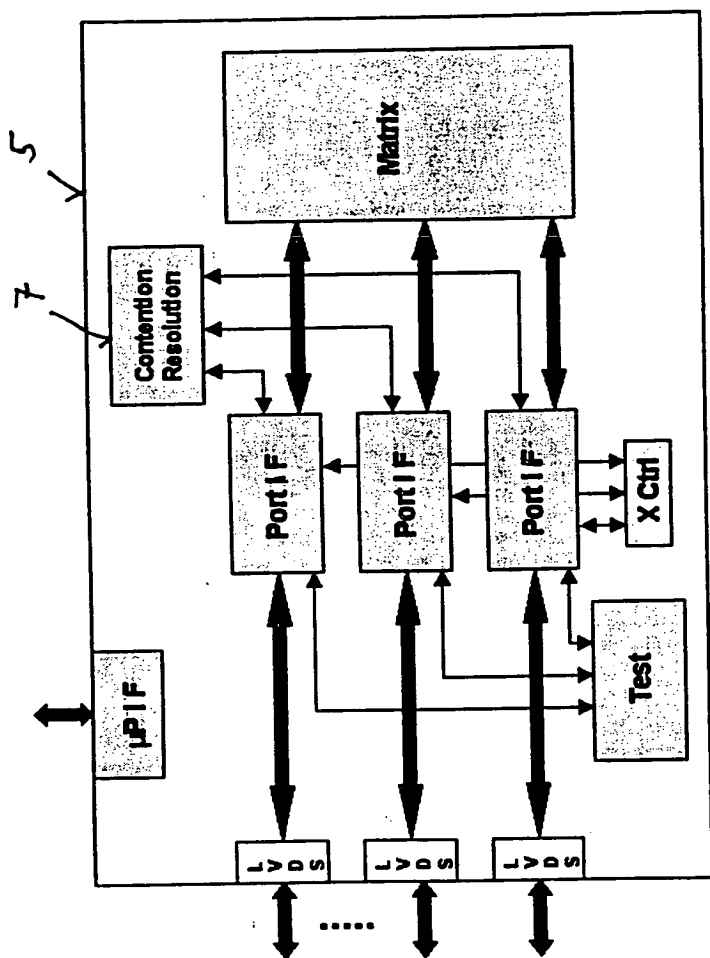 5
7
Contention
Resolution
Matrix
Port I F
Port I F
Port I F
X Ctrl
µP I F
Test
L V D S
L V D S
L V D S